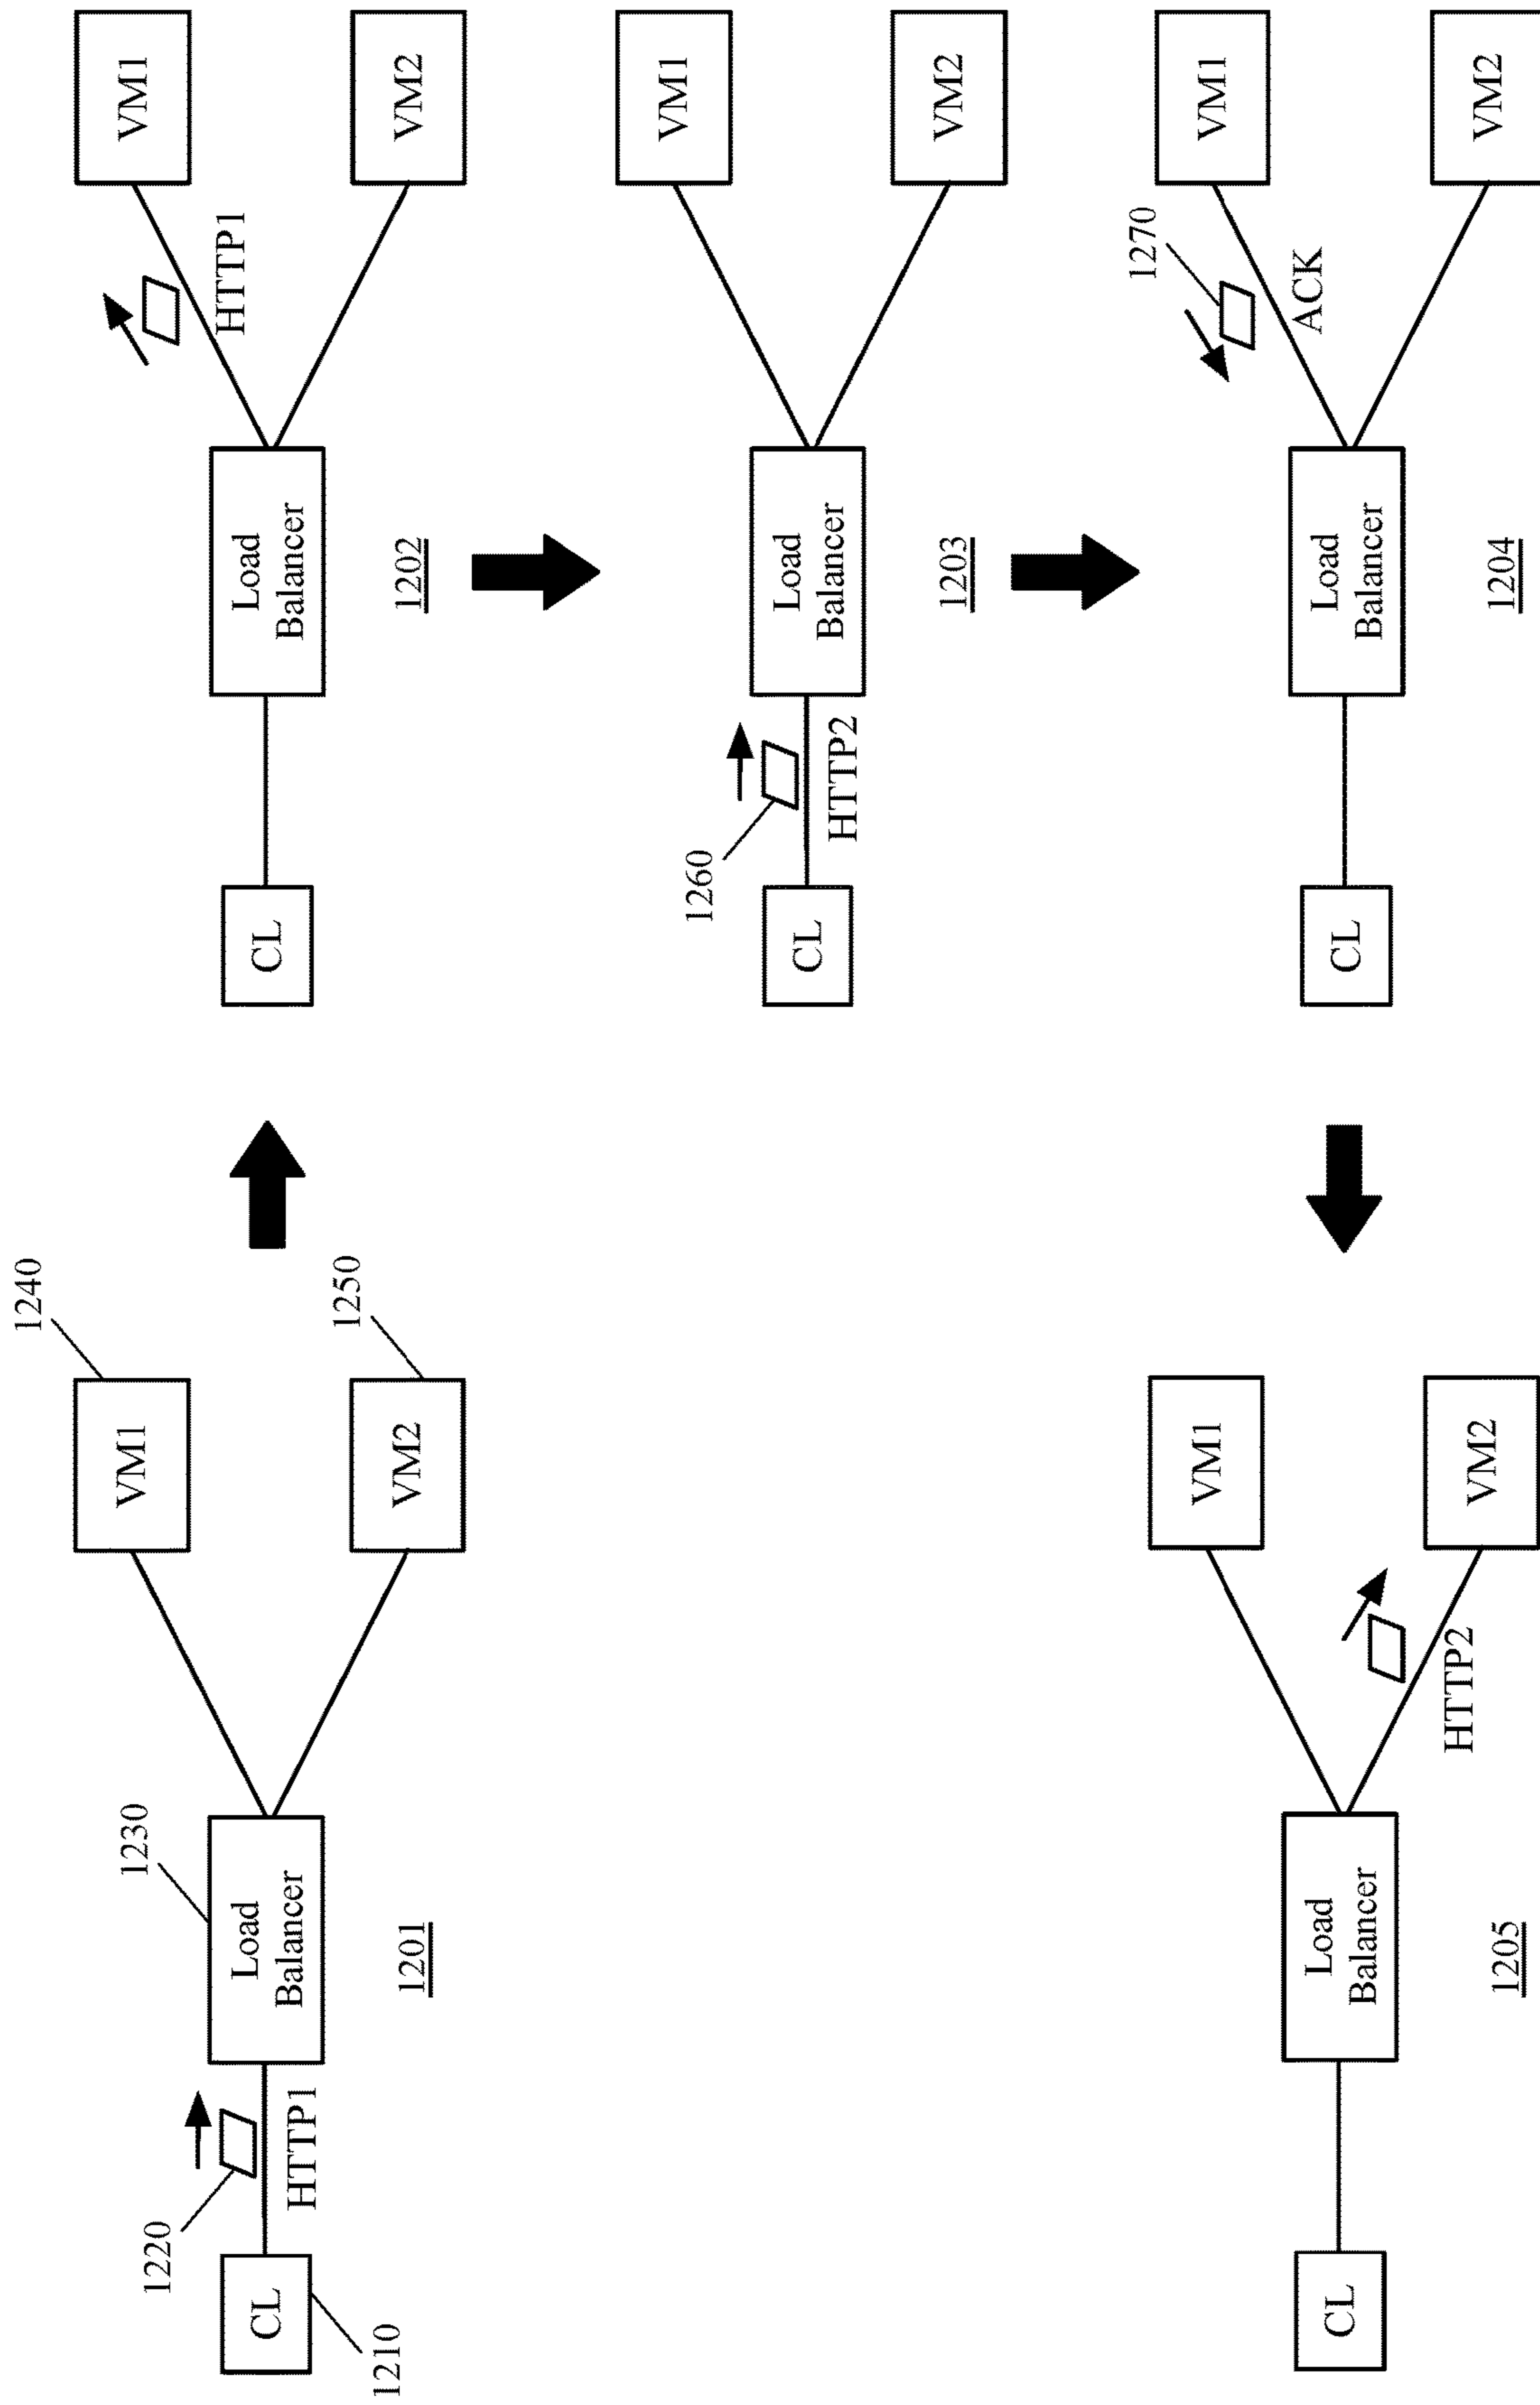 1240
VM1
1230
Load
Balancer
1220
CL
HTTP1
1210
VM2
1250
1201
VM1
HTTP1
Load
Balancer
CL
VM2
1202
VM1
1260
Load
Balancer
CL
HTTP2
VM2
1203
1270
VM1
ACK
Load
Balancer
CL
VM2
1204
VM1
Load
Balancer
CL
HTTP2
VM2
1205